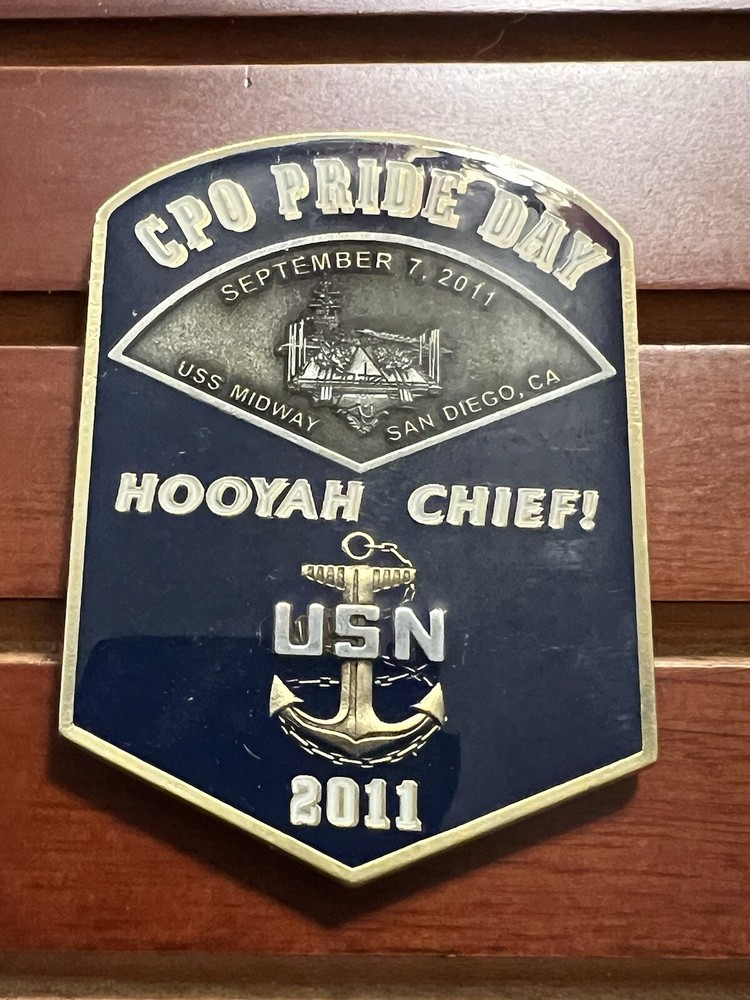 CPO PRIDE DAY
SEPTEMBER 7, 2011
USS MIDWAY SAN DIEGO, CA
HOOYAH CHIEF!
USN
2011